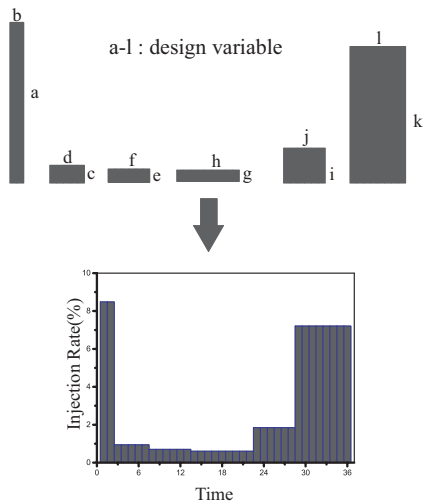 b
a-l : design variable
l
a
k
d
c
f
e
h
g
j
i
Injection Rate(%)
10
8
6
4
2
0
0 6 12 18 24 30 36
Time